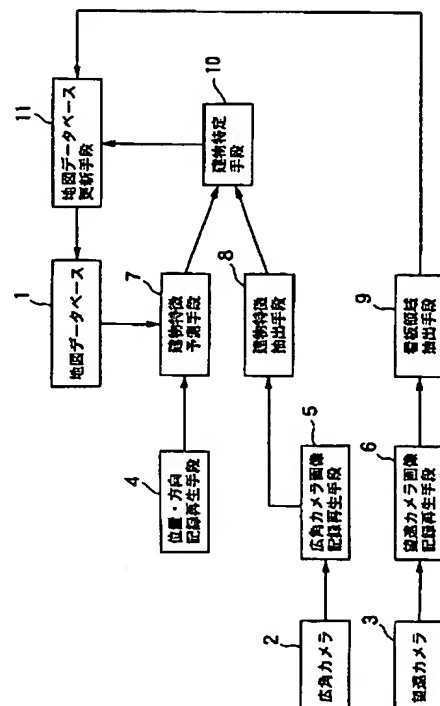 1
地図データベース
11
地図データベース
更新手段
4
位置・方向
記録再生手段
7
建物特徴
予測手段
10
建物特定
手段
8
建物特徴
抽出手段
2
広角カメラ
5
広角カメラ画像
記録再生手段
3
望遠カメラ
6
望遠カメラ画像
記録再生手段
9
看板領域
抽出手段